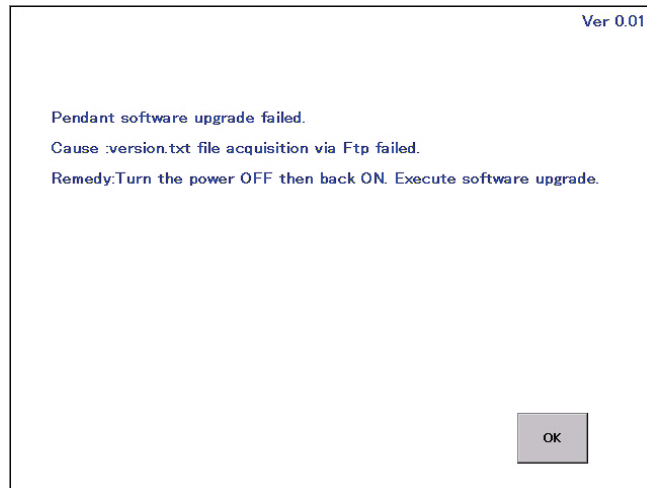 Ver 0.01
Pendant software upgrade failed.
Cause :version.txt file acquisition via Ftp failed.
Remedy:Turn the power OFF then back ON. Execute software upgrade.
OK